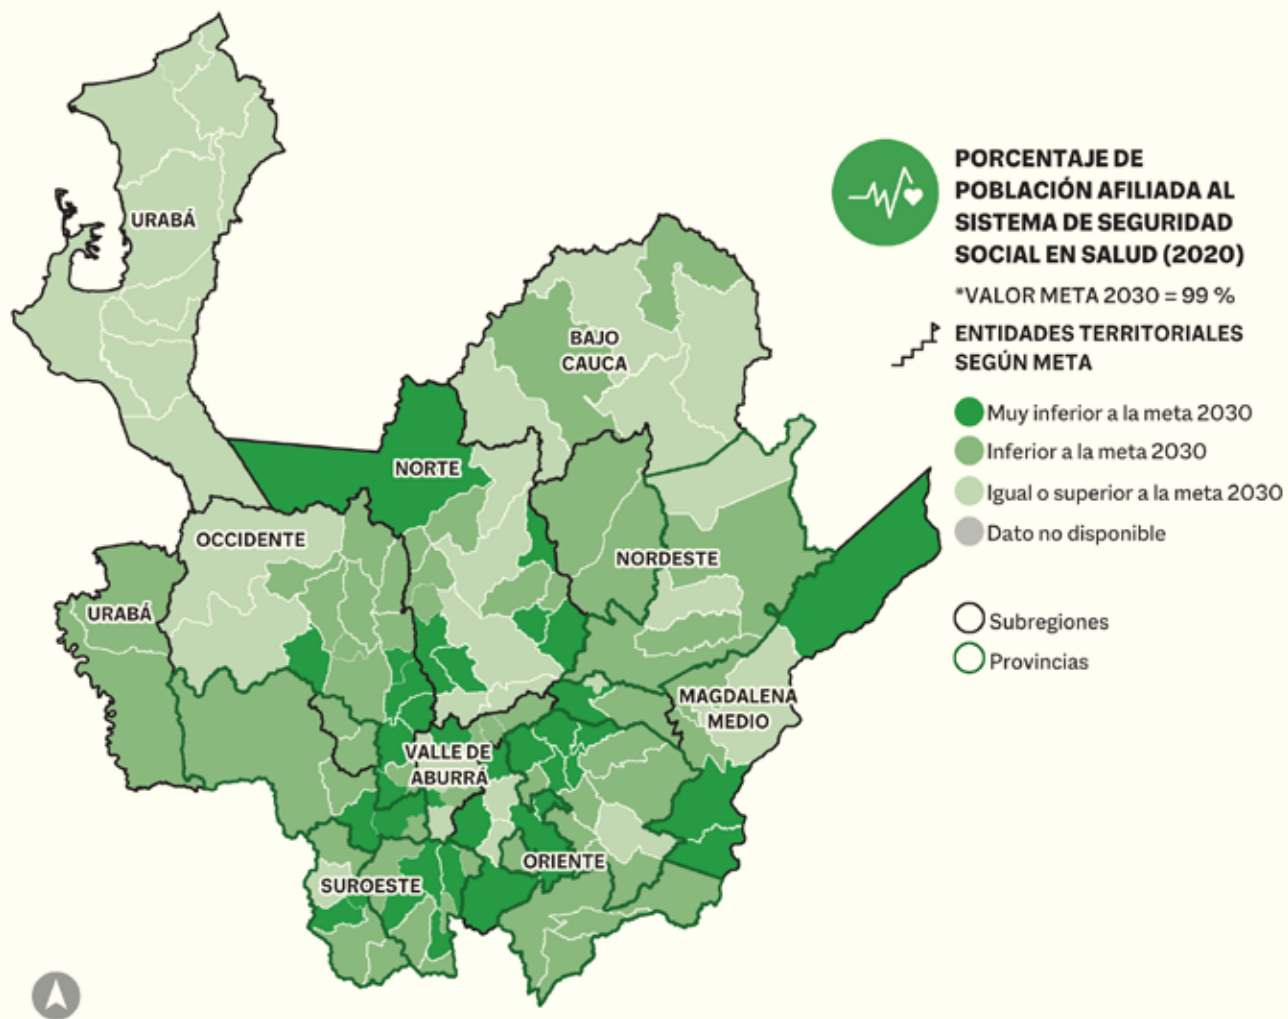 PORCENTAJE DE
POBLACIÓN AFILIADA AL
SISTEMA DE SEGURIDAD
SOCIAL EN SALUD (2020)
*VALOR META 2030 = 99 %
ENTIDADES TERRITORIALES
SEGÚN META
Muy inferior a la meta 2030
Inferior a la meta 2030
Igual o superior a la meta 2030
Dato no disponible
Subregiones
Provincias
URABÁ
BAJO
CAUCA
NORTE
OCCIDENTE
NORDESTE
URABÁ
MAGDALENA
MEDIO
VALLE DE
ABURRÁ
ORIENTE
SUROESTE